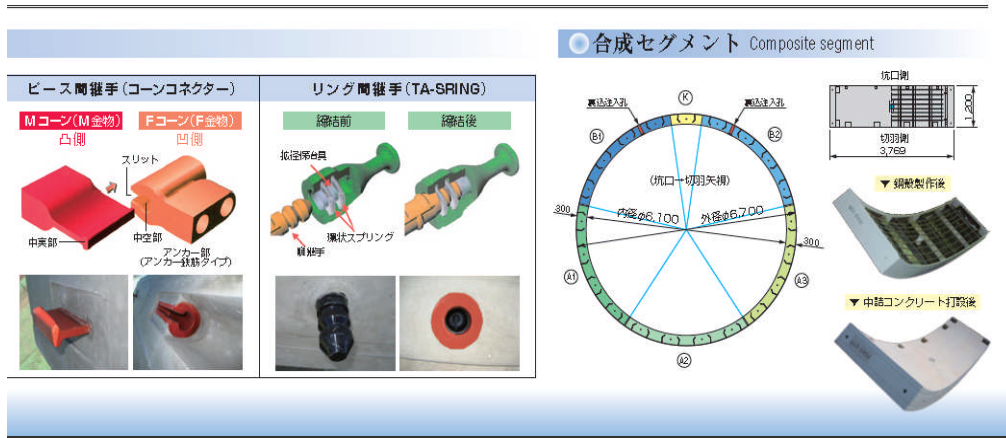 ピース間継手(コーンコネクター)
Mコーン(M金物)
凸側
Fコーン(F金物)
凹側
スリット
中実部
中空部
アンカー部
(アンカー鉄筋タイプ)
リング間継手(TA-SRING)
締結前
締結後
拡径保治具
環状スプリング
雄継手
合成セグメント Composite segment
K
裏込注入孔
裏込注入孔
B1
B2
(坑口→切羽矢視)
300
内径φ6,100
外径φ6,700
300
A1
A3
A2
坑口側
1,200
切羽側
3,769
▼鋼殻製作後
▼中詰コンクリート打設後